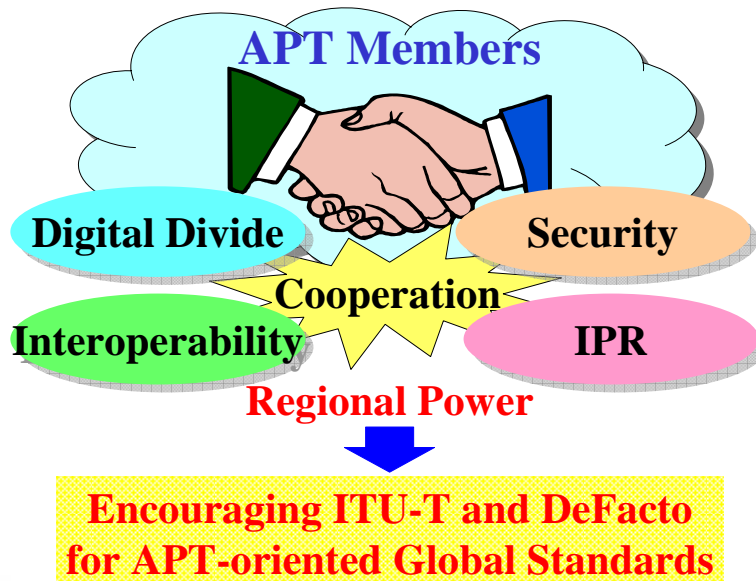 APT Members
Digital Divide
Security
Cooperation
Interoperability
IPR
Regional Power
Encouraging ITU-T and DeFacto
for APT-oriented Global Standards